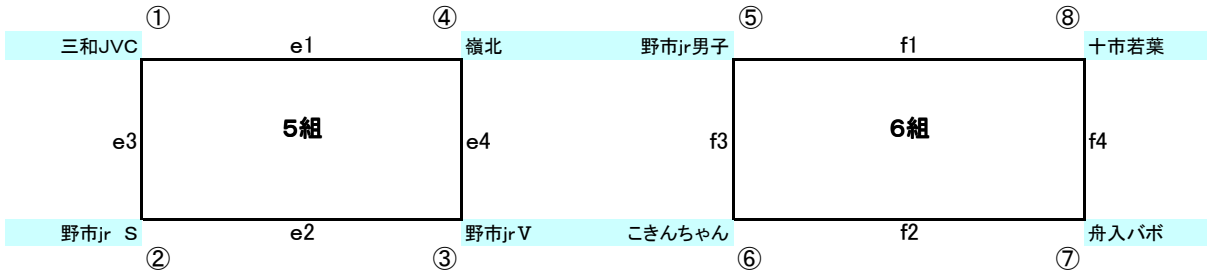 ① ④ ⑤ ⑧
三和JVC e1 嶺北 野市jr男子 f1 十市若葉
e3 5組 e4 f3 6組 f4
野市jr S e2 野市jrV こきんちゃん f2 舟入バボ
② ③ ⑥ ⑦